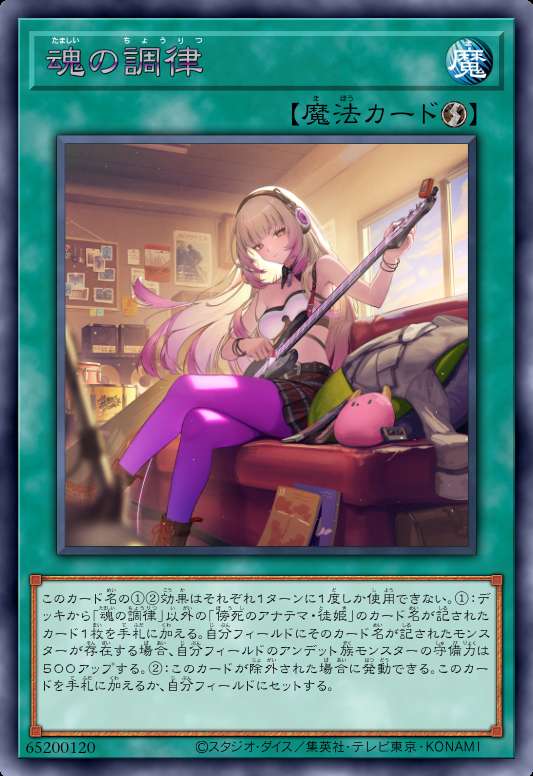 魂の調律
魔
【魔法カード】
このカード名の①②効果はそれぞれ1ターンに1度しか使用できない。①:デ
ッキから「魂の調律」以外の「傍死のアナテマ・徒姫」のカード名が記された
カード1枚を手札に加える。自分フィールドにそのカード名が記されたモンス
ターが存在する場合、自分フィールドのアンデット族モンスターの守備力は
500アップする。②:このカードが除外された場合に発動できる。このカー
ドを手札に加えるか、自分フィールドにセットする。
65200120
©スタジオ・ダイス/集英社・テレビ東京・KONAMI